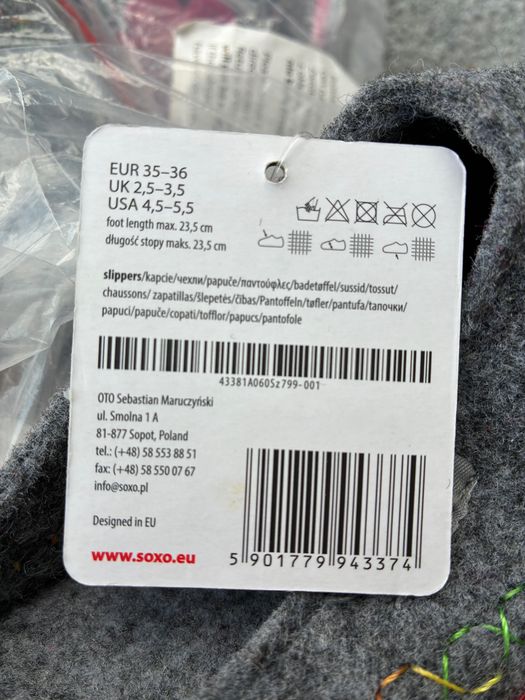 EUR 35–36
UK 2,5–3,5
USA 4,5–5,5
foot length max. 23,5 cm
długość stopy maks. 23,5 cm
slippers/kapcie/чехли/papuče/παντούφλες/badetøffel/sussid/tossut/
chaussons/ zapatillas/šlepetės/čības/Pantoffeln/tøfler/pantufa/тапочки/
papuci/papuče/copati/tofflor/papucs/pantofole
43381A0605z799-001
OTO Sebastian Maruczyński
ul. Smolna 1 A
81-877 Sopot, Poland
tel.: (+48) 58 553 88 51
fax: (+48) 58 550 07 67
info@soxo.pl
Designed in EU
www.soxo.eu
5 901779 943374